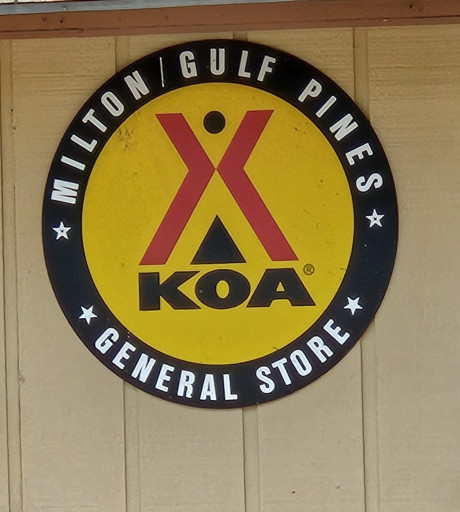 MILTON/GULF PINES
KOA®
GENERAL STORE